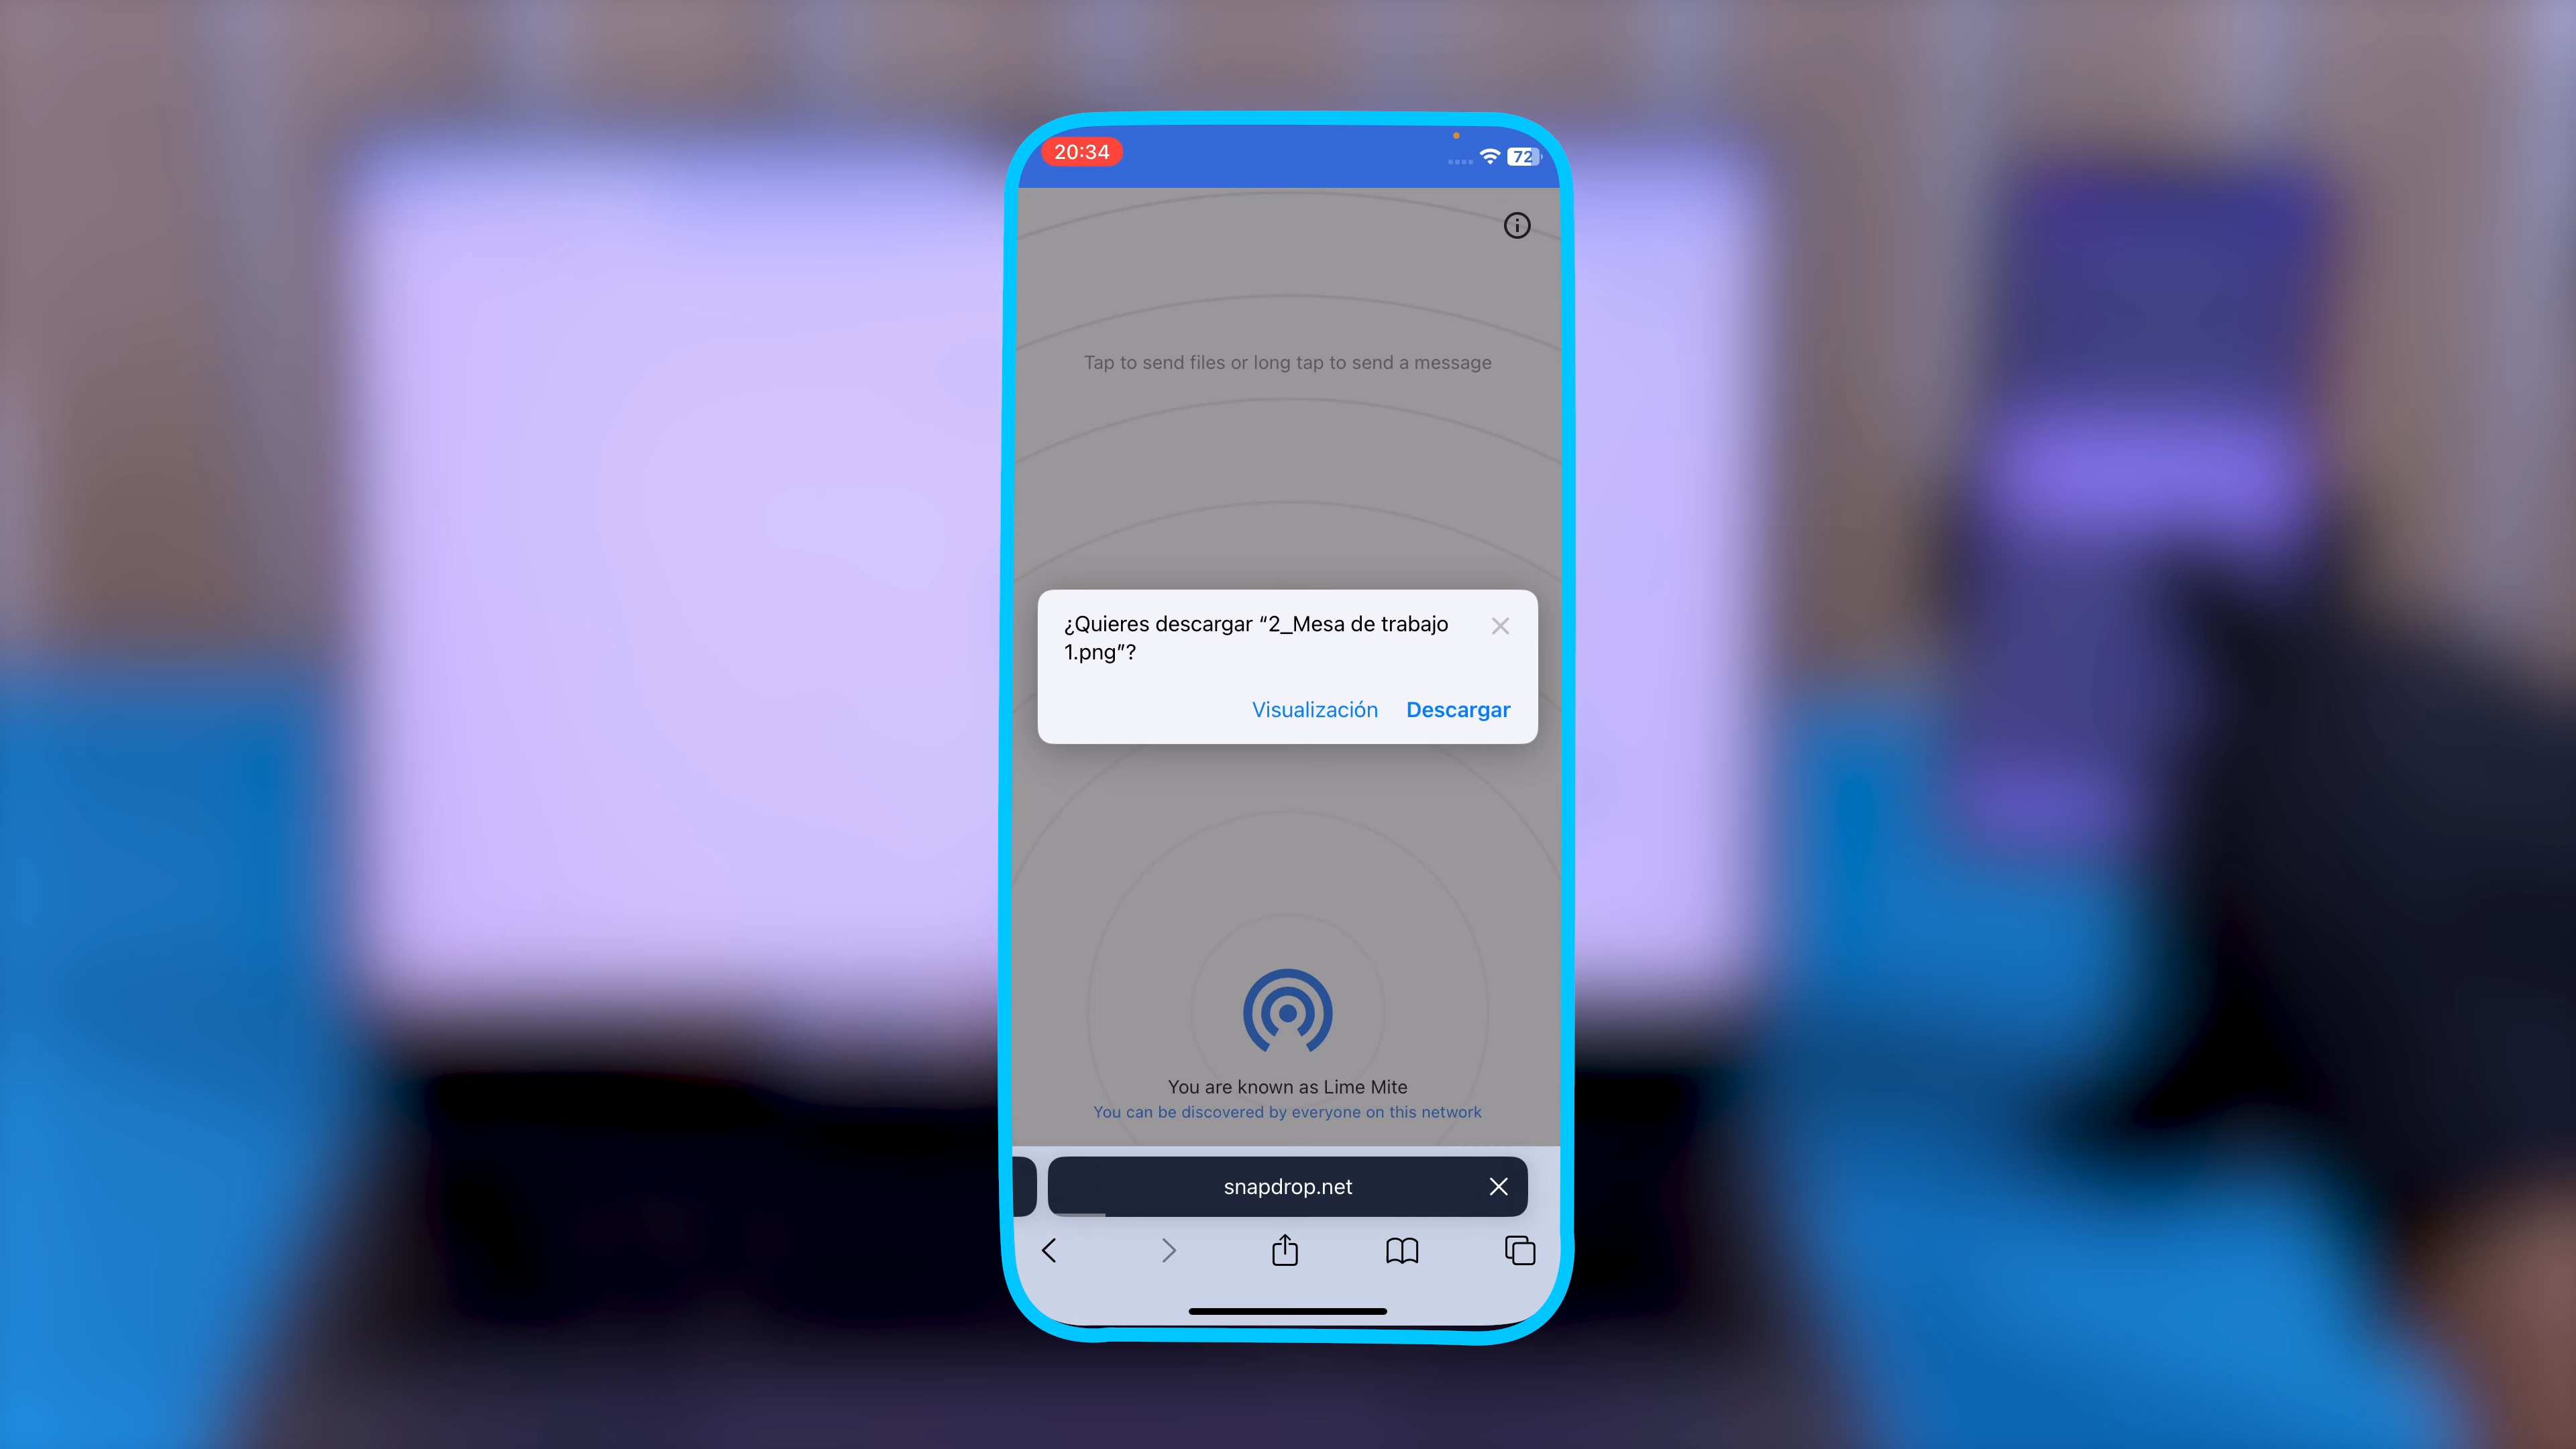 20:34
72
Tap to send files or long tap to send a message
¿Quieres descargar “2_Mesa de trabajo
1.png”?
Visualización Descargar
You are known as Lime Mite
You can be discovered by everyone on this network
snapdrop.net